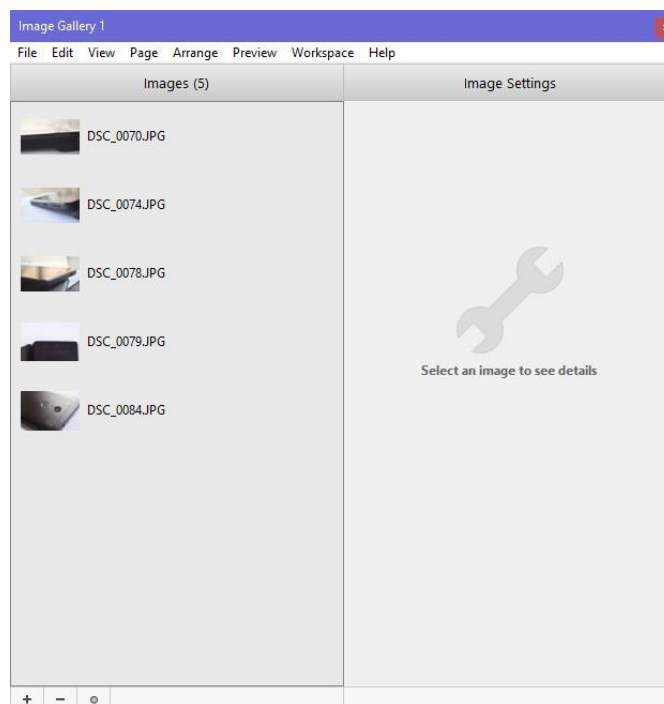 Image Gallery 1
File Edit View Page Arrange Preview Workspace Help
Images (5)
Image Settings
DSC_0070.JPG
DSC_0074.JPG
DSC_0078.JPG
DSC_0079.JPG
DSC_0084.JPG
Select an image to see details